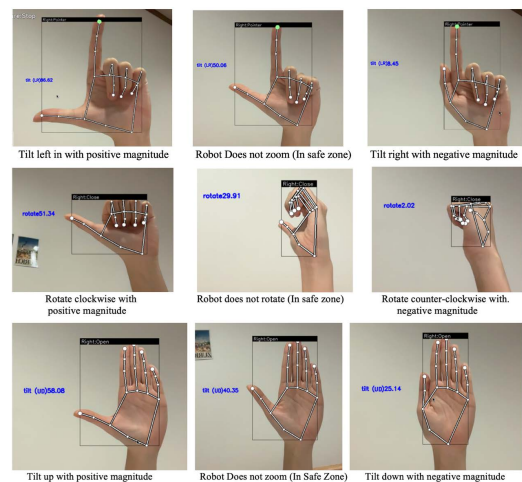 Right:Pointer
tilt (LR)86.62
Right:Pointer
tilt (LR)50.06
Right:Pointer
tilt (LR)8.45
Tilt left in with positive magnitude
Robot Does not zoom (In safe zone)
Tilt right with negative magnitude
Right:Close
rotate51.34
Right:Close
rotate29.91
Right:Close
rotate2.02
Rotate clockwise with
positive magnitude
Robot does not rotate (In safe zone)
Rotate counter-clockwise with.
negative magnitude
Right:Open
tilt (UD)58.08
Right:Open
tilt (UD)40.35
Right:Open
tilt (UD)25.14
Tilt up with positive magnitude
Robot Does not zoom (In Safe Zone)
Tilt down with negative magnitude